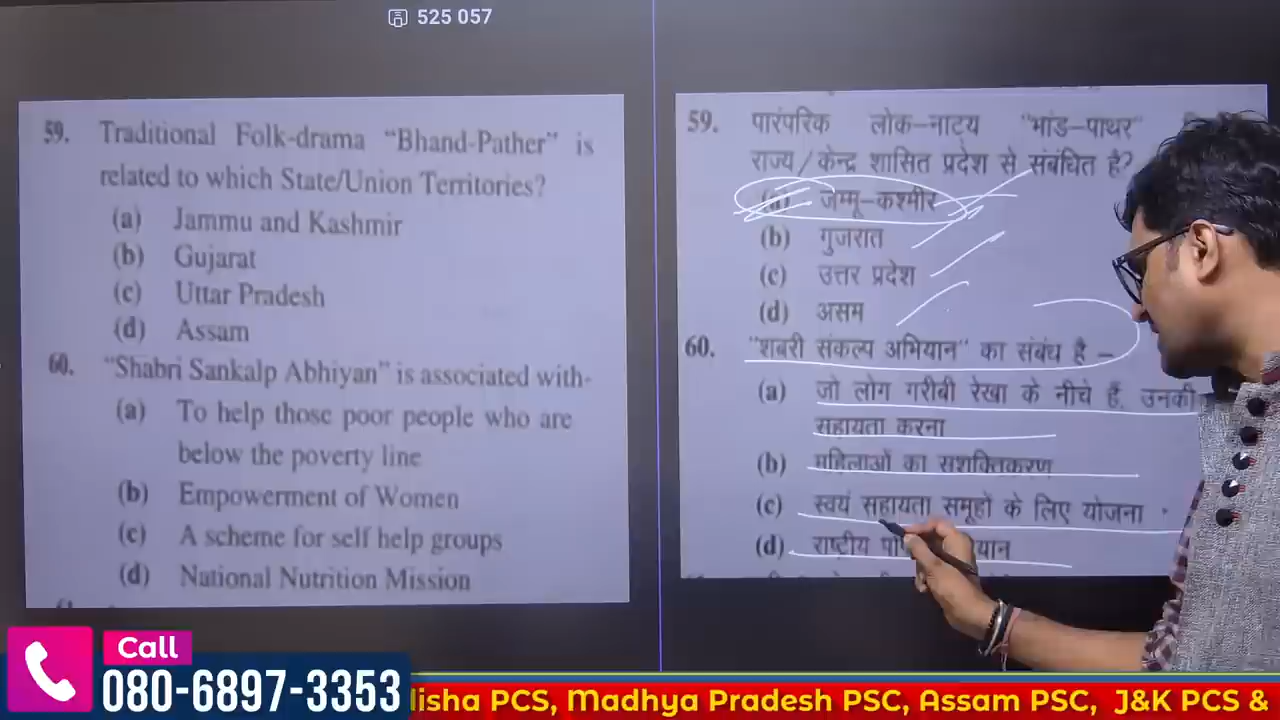 525 057
59. Traditional Folk-drama “Bhand-Pather” is
related to which State/Union Territories?
(a) Jammu and Kashmir
(b) Gujarat
(c) Uttar Pradesh
(d) Assam
60. “Shabri Sankalp Abhiyan” is associated with-
(a) To help those poor people who are
below the poverty line
(b) Empowerment of Women
(c) A scheme for self help groups
(d) National Nutrition Mission
59. पारंपरिक लोक-नाट्य "भांड-पाथर"
राज्य/केन्द्र शासित प्रदेश से संबंधित है?
(a) जम्मू-कश्मीर
(b) गुजरात
(c) उत्तर प्रदेश
(d) असम
60. "शबरी संकल्प अभियान" का संबंध है –
(a) जो लोग गरीबी रेखा के नीचे हैं, उनकी
सहायता करना
(b) महिलाओं का सशक्तिकरण
(c) स्वयं सहायता समूहों के लिए योजना
(d) राष्ट्रीय
Call
080-6897-3353
PCS, Madhya Pradesh PSC, Assam PSC, J&K PCS &